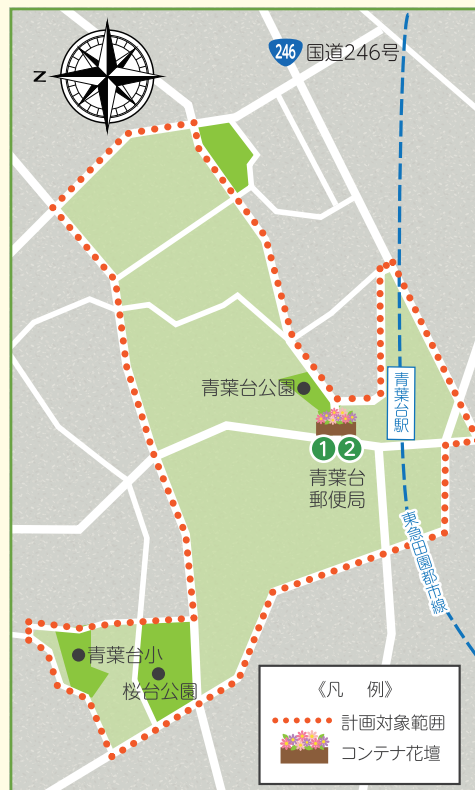 N
246 国道246号
青葉台公園
青葉台駅
1 2
青葉台
郵便局
東急田園都市線
青葉台小
桜台公園
《凡 例》
計画対象範囲
コンテナ花壇